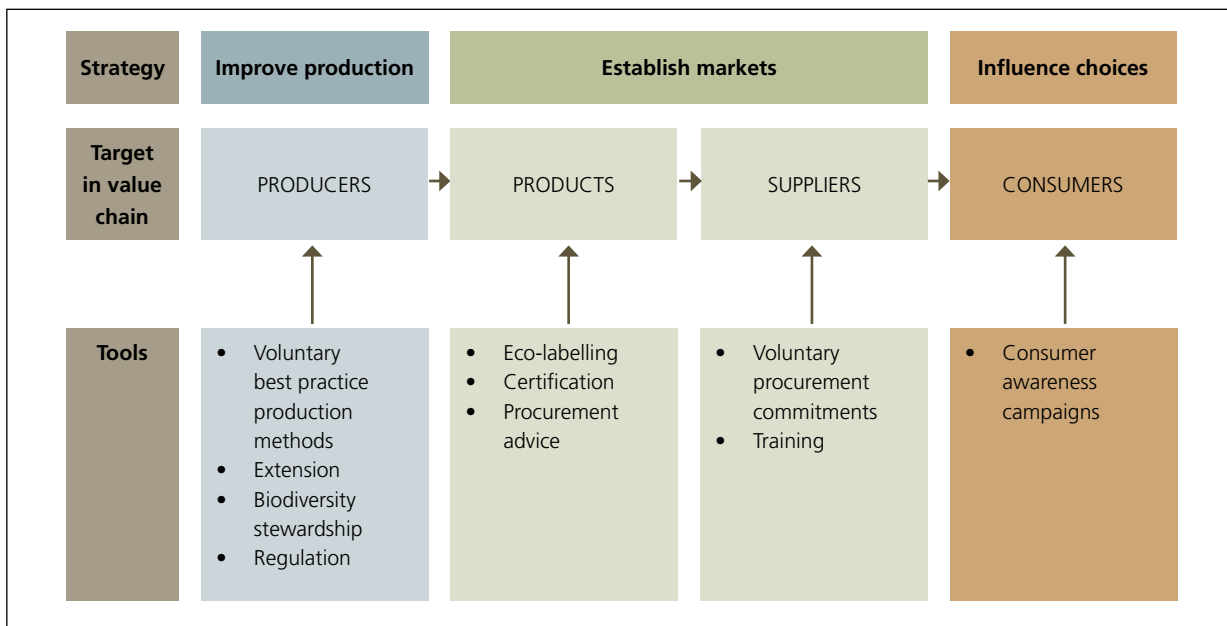 Strategy
Improve production
Establish markets
Influence choices
Target
in value
chain
PRODUCERS
PRODUCTS
SUPPLIERS
CONSUMERS
Tools
• Voluntary
best practice
production
methods
• Extension
• Biodiversity
stewardship
• Regulation
• Eco-labelling
• Certification
• Procurement
advice
• Voluntary
procurement
commitments
• Training
• Consumer
awareness
campaigns